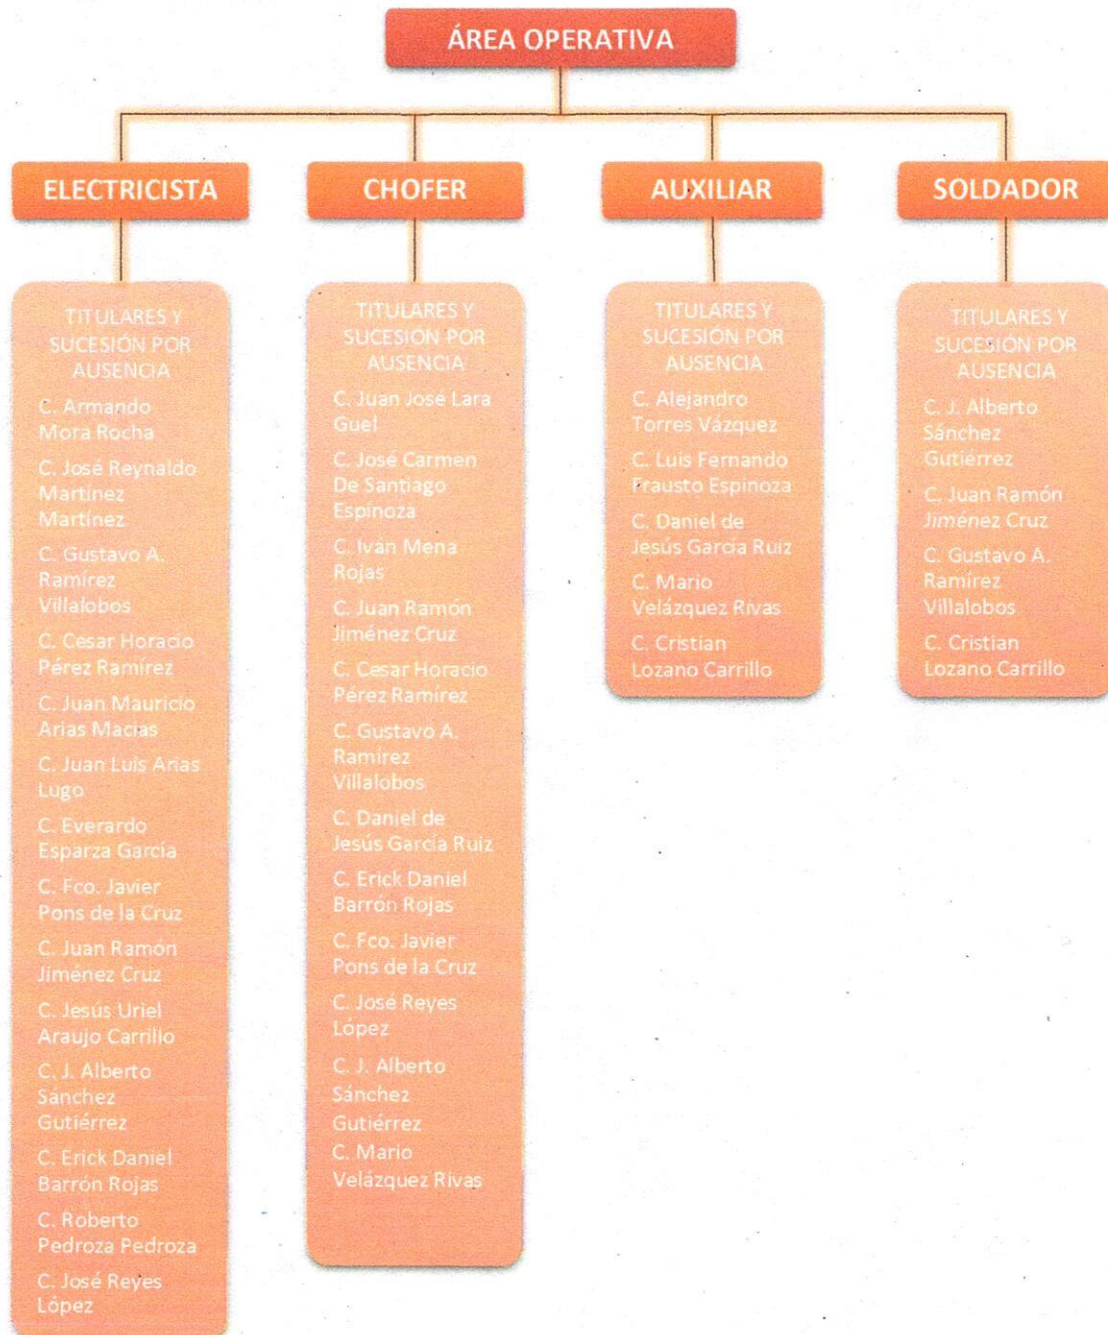 ÁREA OPERATIVA
ELECTRICISTA
TITULARES Y
SUCESIÓN POR
AUSENCIA
C. Armando
Mora Rocha
C. José Reynaldo
Martínez
Martínez
C. Gustavo A.
Ramírez
Villalobos
C. Cesar Horacio
Pérez Ramírez
C. Juan Mauricio
Arias Macias
C. Juan Luis Arias
Lugo
C. Everardo
Esparza García
C. Fco. Javier
Pons de la Cruz
C. Juan Ramón
Jiménez Cruz
C. Jesús Uriel
Araujo Carrillo
C. J. Alberto
Sánchez
Gutiérrez
C. Erick Daniel
Barrón Rojas
C. Roberto
Pedroza Pedroza
C. José Reyes
López
CHOFER
TITULARES Y
SUCESIÓN POR
AUSENCIA
C. Juan José Lara
Guel
C. José Carmen
De Santiago
Espinoza
C. Ivan Mena
Rojas
C. Juan Ramón
Jiménez Cruz
C. Cesar Horacio
Pérez Ramírez
C. Gustavo A.
Ramírez
Villalobos
C. Daniel de
Jesús García Ruiz
C. Erick Daniel
Barrón Rojas
C. Fco. Javier
Pons de la Cruz
C. José Reyes
López
C. J. Alberto
Sánchez
Gutiérrez
C. Mario
Velázquez Rivas
AUXILIAR
TITULARES Y
SUCESIÓN POR
AUSENCIA
C. Alejandro
Torres Vázquez
C. Luis Fernando
Frausto Espinoza
C. Daniel de
Jesús García Ruiz
C. Mario
Velázquez Rivas
C. Cristian
Lozano Carrillo
SOLDADOR
TITULARES Y
SUCESIÓN POR
AUSENCIA
C. J. Alberto
Sánchez
Gutiérrez
C. Juan Ramón
Jiménez Cruz
C. Gustavo A.
Ramírez
Villalobos
C. Cristian
Lozano Carrillo